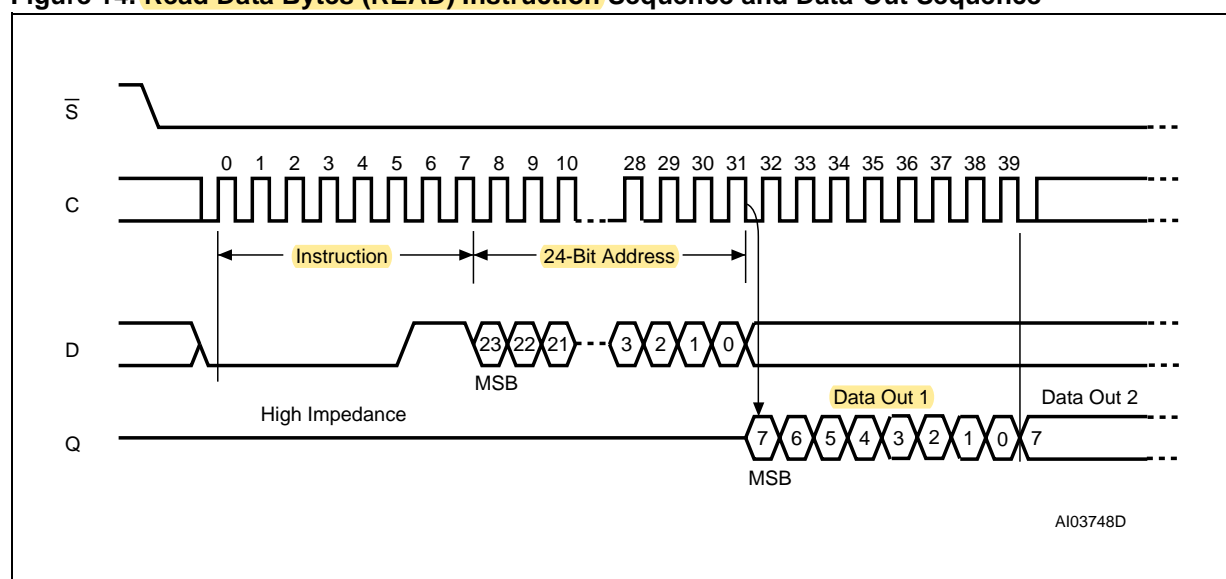 Figure 14. Read Data Bytes (READ) Instruction Sequence and Data-Out Sequence
S
0 1 2 3 4 5 6 7 8 9 10 28 29 30 31 32 33 34 35 36 37 38 39
C
Instruction 24-Bit Address
D
23 22 21 3 2 1 0
MSB
High Impedance
Data Out 1 Data Out 2
Q
7 6 5 4 3 2 1 0 7
MSB
AI03748D